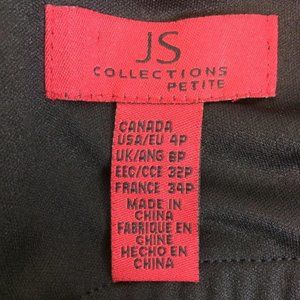 JS
COLLECTIONS
PETITE
CANADA
USA/EU 4P
UK/ANG 8P
EEC/CCE 32P
FRANCE 34P
MADE IN
CHINA
FABRIQUE EN
CHINE
HECHO EN
CHINA